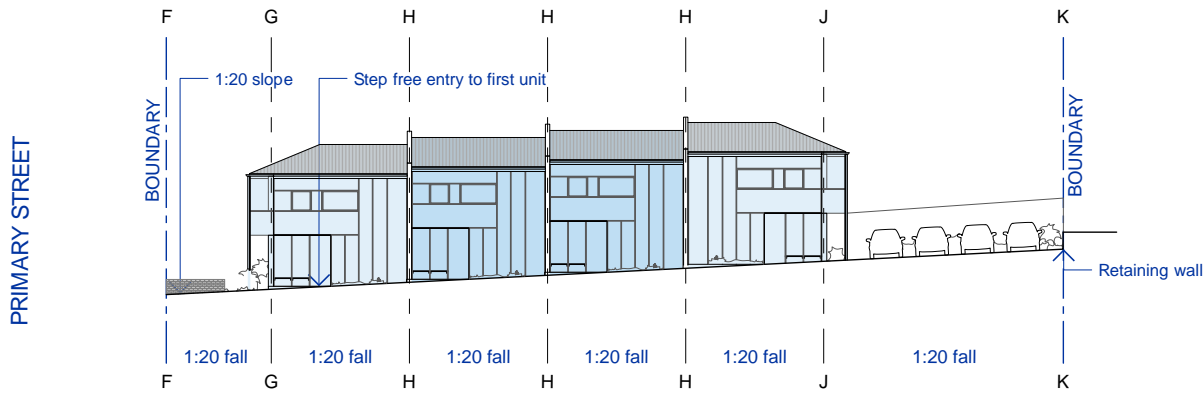 F G H H H J K
1:20 slope
Step free entry to first unit
BOUNDARY
BOUNDARY
PRIMARY STREET
Retaining wall
1:20 fall 1:20 fall 1:20 fall 1:20 fall 1:20 fall 1:20 fall
F G H H H J K